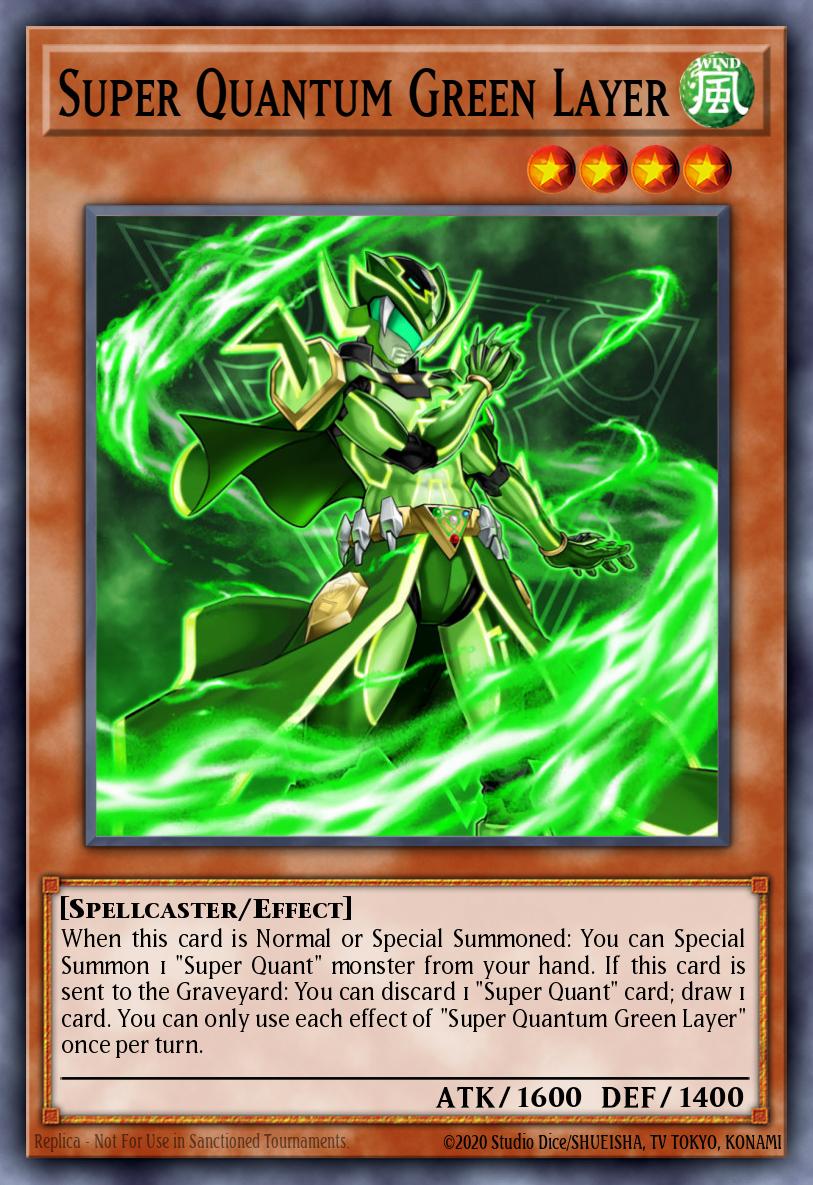 Super Quantum Green Layer
WIND
風
[Spellcaster/Effect]
When this card is Normal or Special Summoned: You can Special
Summon 1 "Super Quant" monster from your hand. If this card is
sent to the Graveyard: You can discard 1 "Super Quant" card; draw 1
card. You can only use each effect of "Super Quantum Green Layer"
once per turn.
ATK/1600 DEF/1400
Replica - Not For Use in Sanctioned Tournaments.
©2020 Studio Dice/SHUEISHA, TV TOKYO, KONAMI